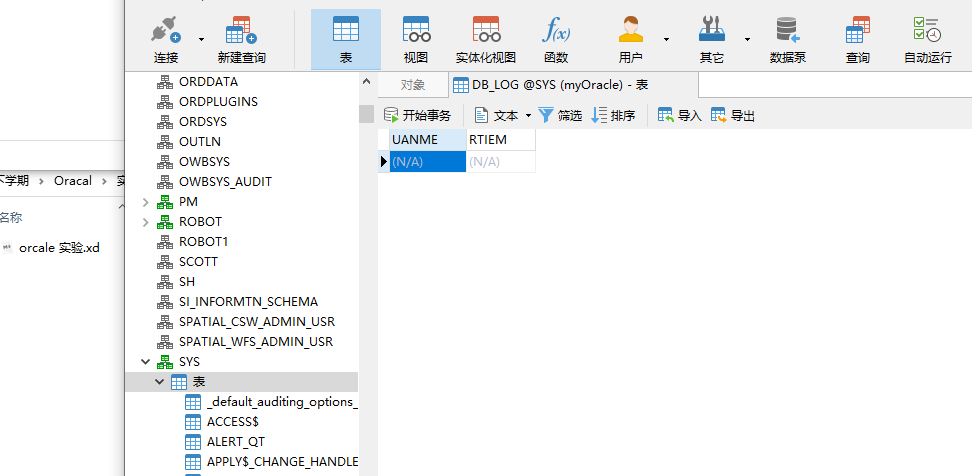 连接
新建查询
表
视图
实体化视图
f(x)
函数
用户
其它
数据泵
查询
自动运行
下学期 › Oracal ›
名称
orcale 实验.xd
ORDDATA
ORDPLUGINS
ORDSYS
OUTLN
OWBSYS
OWBSYS_AUDIT
PM
ROBOT
ROBOT1
SCOTT
SH
SI_INFORMTN_SCHEMA
SPATIAL_CSW_ADMIN_USR
SPATIAL_WFS_ADMIN_USR
SYS
表
_default_auditing_options_
ACCESS$
ALERT_QT
APPLY$_CHANGE_HANDLE
对象
DB_LOG @SYS (myOracle) - 表
开始事务 文本 筛选 排序 导入 导出
UANME RTIEM
(N/A) (N/A)